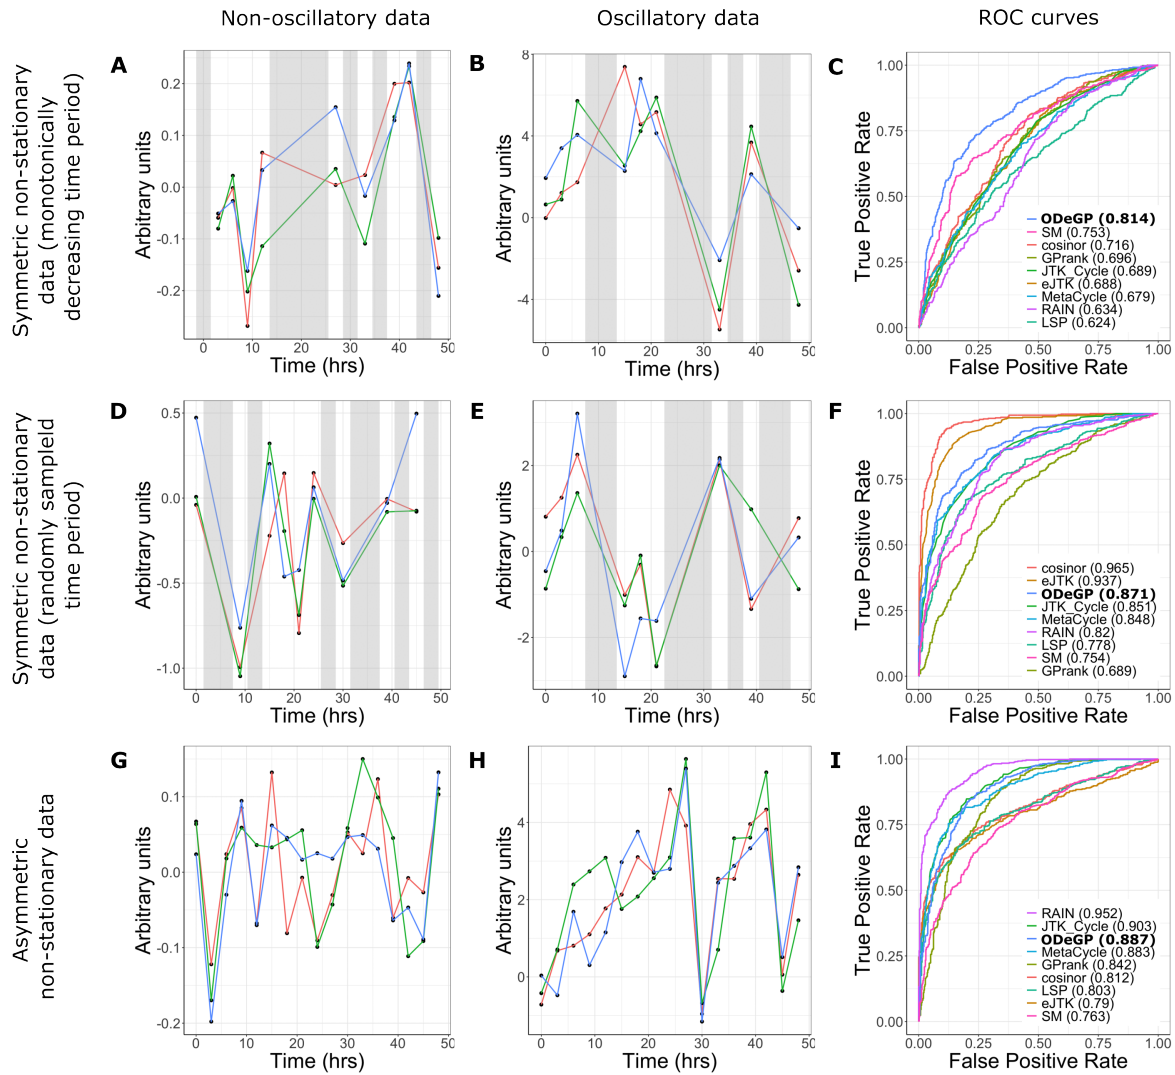 Non-oscillatory data
Oscillatory data
ROC curves
Symmetric non-stationary
data (monotonically
decreasing time period)
A
0.2
0.1
0.0
-0.1
-0.2
Arbitrary units
0
10
20
30
40
50
Time (hrs)
B
8
4
0
-4
Arbitrary units
0
10
20
30
40
50
Time (hrs)
C
1.00
0.75
0.50
0.25
0.00
True Positive Rate
ODeGP (0.814)
SM (0.753)
cosinor (0.716)
GPrank (0.696)
JTK_Cycle (0.689)
eJTK (0.688)
MetaCycle (0.679)
RAIN (0.634)
LSP (0.624)
0.00
0.25
0.50
0.75
1.00
False Positive Rate
Symmetric non-stationary
data (randomly sampleld
time period)
D
0.5
0.0
-0.5
-1.0
Arbitrary units
0
10
20
30
40
50
Time (hrs)
E
2
0
-2
Arbitrary units
0
10
20
30
40
50
Time (hrs)
F
1.00
0.75
0.50
0.25
0.00
True Positive Rate
cosinor (0.965)
eJTK (0.937)
ODeGP (0.871)
JTK_Cycle (0.851)
MetaCycle (0.848)
RAIN (0.82)
LSP (0.778)
SM (0.754)
GPrank (0.689)
0.00
0.25
0.50
0.75
1.00
False Positive Rate
Asymmetric
non-stationary data
G
0.1
0.0
-0.1
-0.2
Arbitrary units
0
10
20
30
40
50
Time (hrs)
H
4
2
0
Arbitrary units
0
10
20
30
40
50
Time (hrs)
I
1.00
0.75
0.50
0.25
0.00
True Positive Rate
RAIN (0.952)
JTK_Cycle (0.903)
ODeGP (0.887)
MetaCycle (0.883)
GPrank (0.842)
cosinor (0.812)
LSP (0.803)
eJTK (0.79)
SM (0.763)
0.00
0.25
0.50
0.75
1.00
False Positive Rate